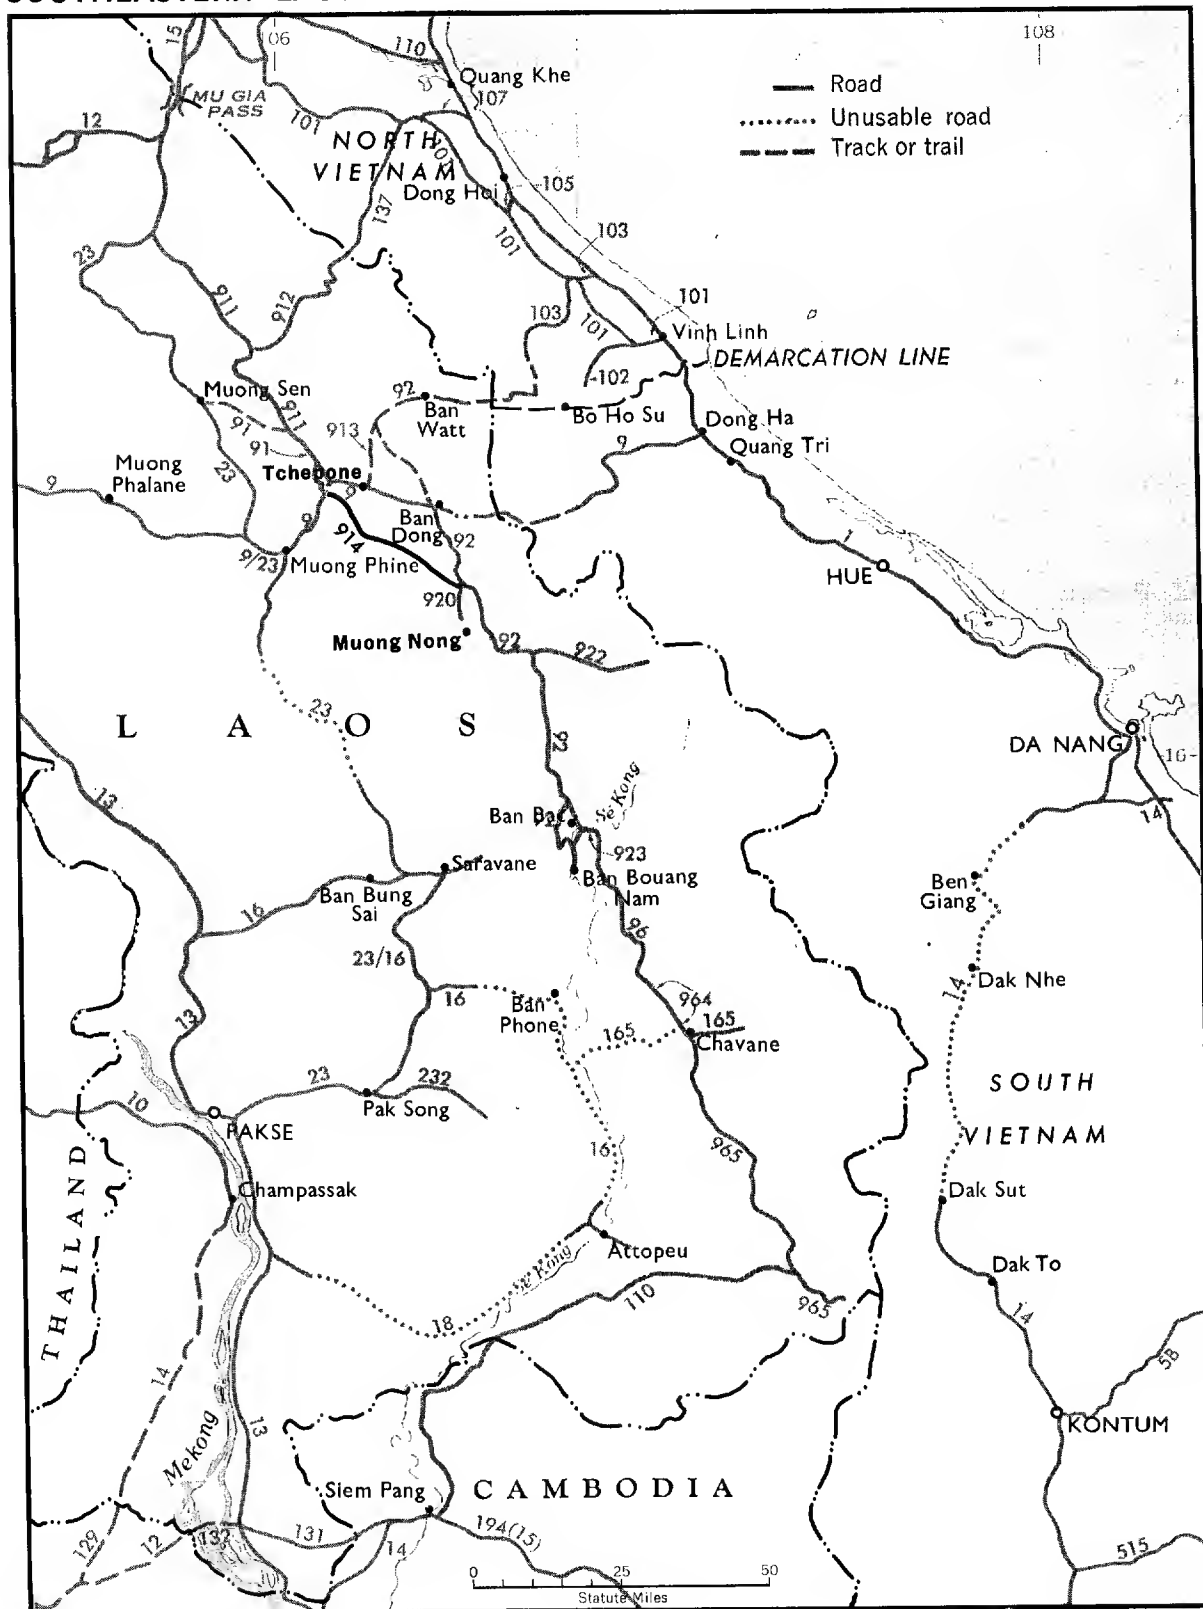 15
06
110
108
Quang Khe
107
MU GIA
PASS
Road
Unusable road
Track or trail
12
101
NORTH
VIETNAM
101
Dong Hoi
105
137
103
23
101
911
912
103
101
101
Vinh Linh
DEMARCATION LINE
102
Muong Sen
92
Ban
Watt
Bo Ho Su
Dong Ha
Quang Tri
91
911
913
9
91
Muong
Phalane
23
Tchepone
9
9
9
Ban
Dong
914
92
9/23
Muong Phine
1
HUE
920
Muong Nong
92
922
23
LAOS
92
DA NANG
16
13
Se Kong
Ban Bac
14
923
Saravane
Ban Bung
Sai
Ban Bouang
Nam
Ben
Giang
16
96
23/16
14
Dak Nhe
16
Ban
Phone
964
165
165
Chavane
13
23
232
Pak Song
SOUTH
VIETNAM
10
PAKSE
16
965
THAILAND
Champassak
Dak Sut
Attopeu
Se Kong
Dak To
110
965
18
14
14
5B
13
Mekong
KONTUM
Siem Pang
CAMBODIA
129
12
132
131
14
194(15)
515
0
25
50
Statute Miles